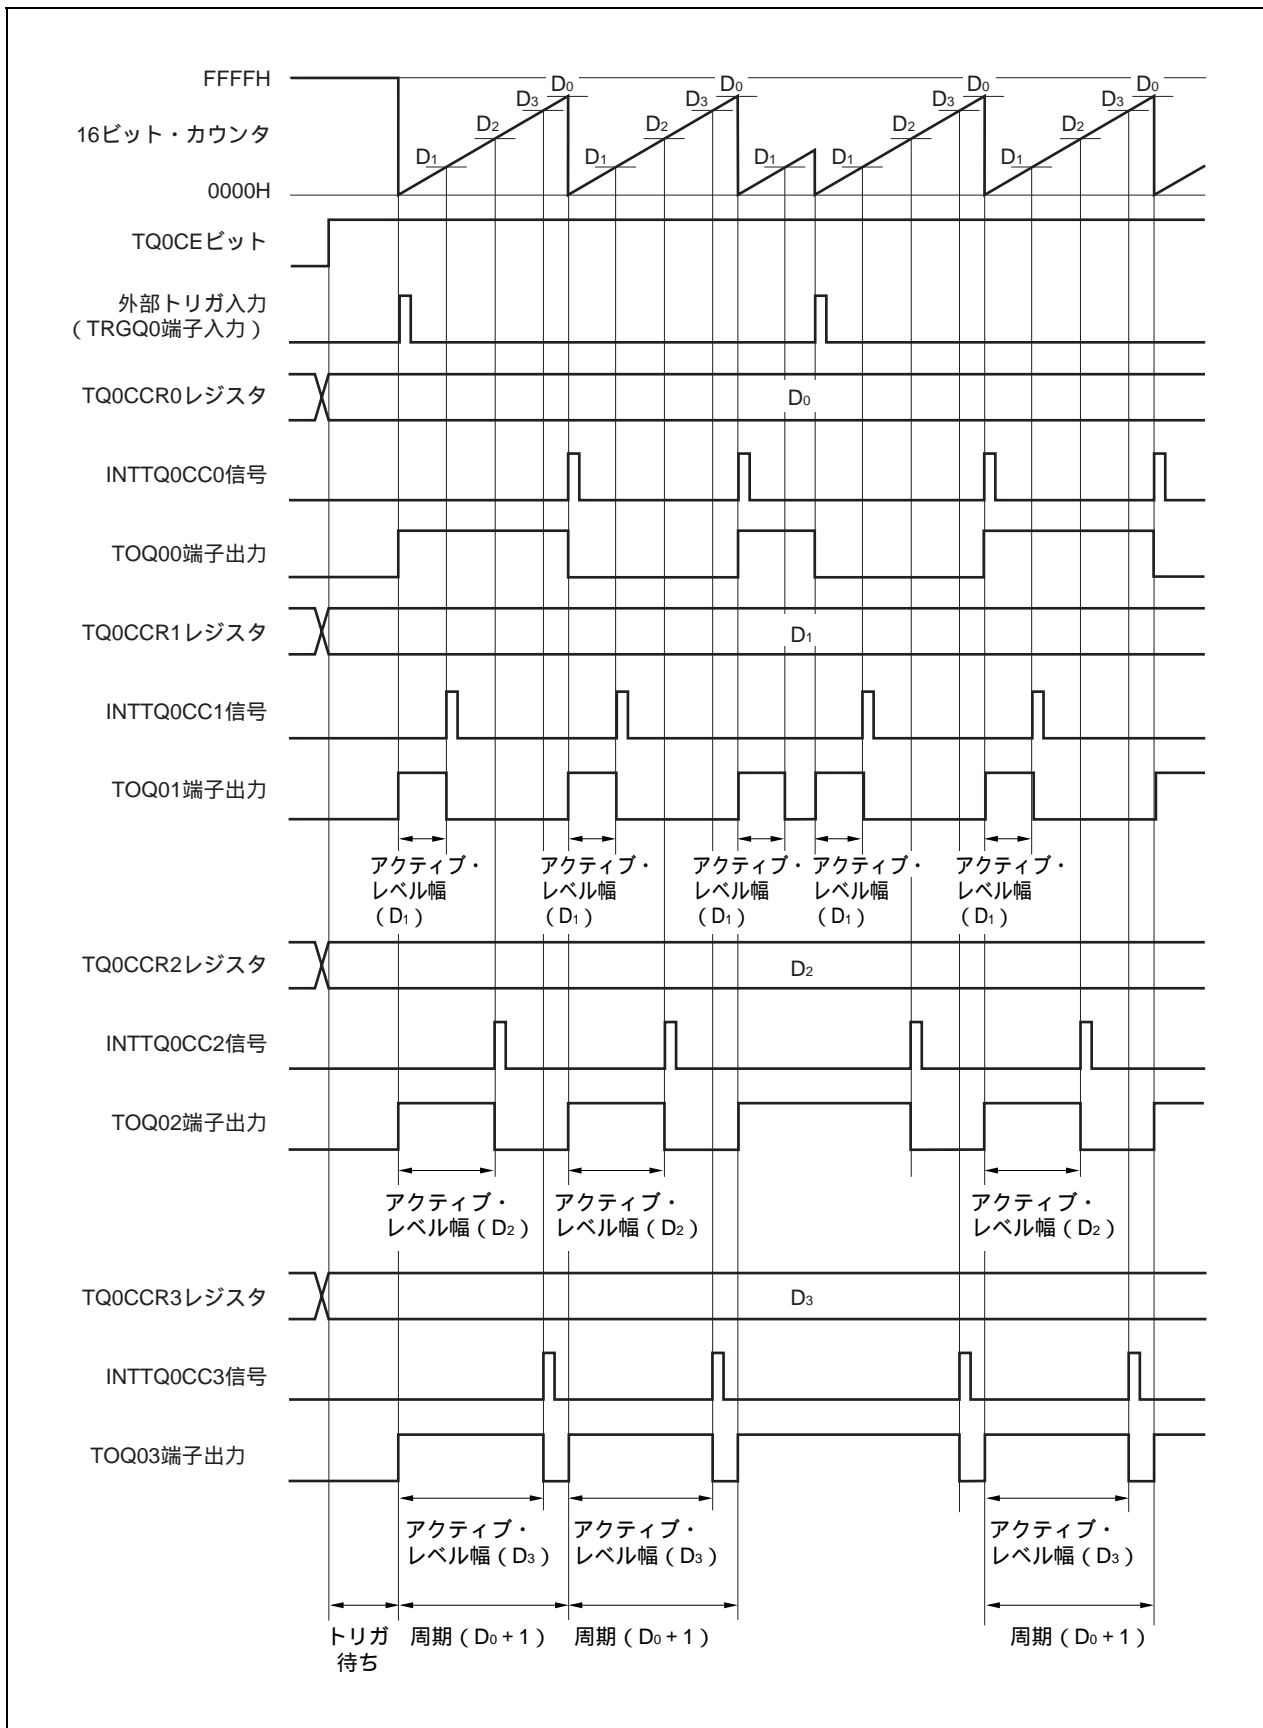 FFFFH
D0 D0 D0 D0
D3 D3 D3 D3
16ビット・カウンタ
D2 D2 D2 D2
D1 D1 D1 D1 D1
0000H
TQ0CEビット
外部トリガ入力
(TRGQ0端子入力)
TQ0CCR0レジスタ
D0
INTTQ0CC0信号
TOQ00端子出力
TQ0CCR1レジスタ
D1
INTTQ0CC1信号
TOQ01端子出力
アクティブ・ アクティブ・ アクティブ・ アクティブ・ アクティブ・
レベル幅 レベル幅 レベル幅 レベル幅 レベル幅
(D1) (D1) (D1) (D1) (D1)
TQ0CCR2レジスタ
D2
INTTQ0CC2信号
TOQ02端子出力
アクティブ・ アクティブ・ アクティブ・
レベル幅(D2) レベル幅(D2) レベル幅(D2)
TQ0CCR3レジスタ
D3
INTTQ0CC3信号
TOQ03端子出力
アクティブ・ アクティブ・ アクティブ・
レベル幅(D3) レベル幅(D3) レベル幅(D3)
トリガ 周期(D0+1) 周期(D0+1) 周期(D0+1)
待ち